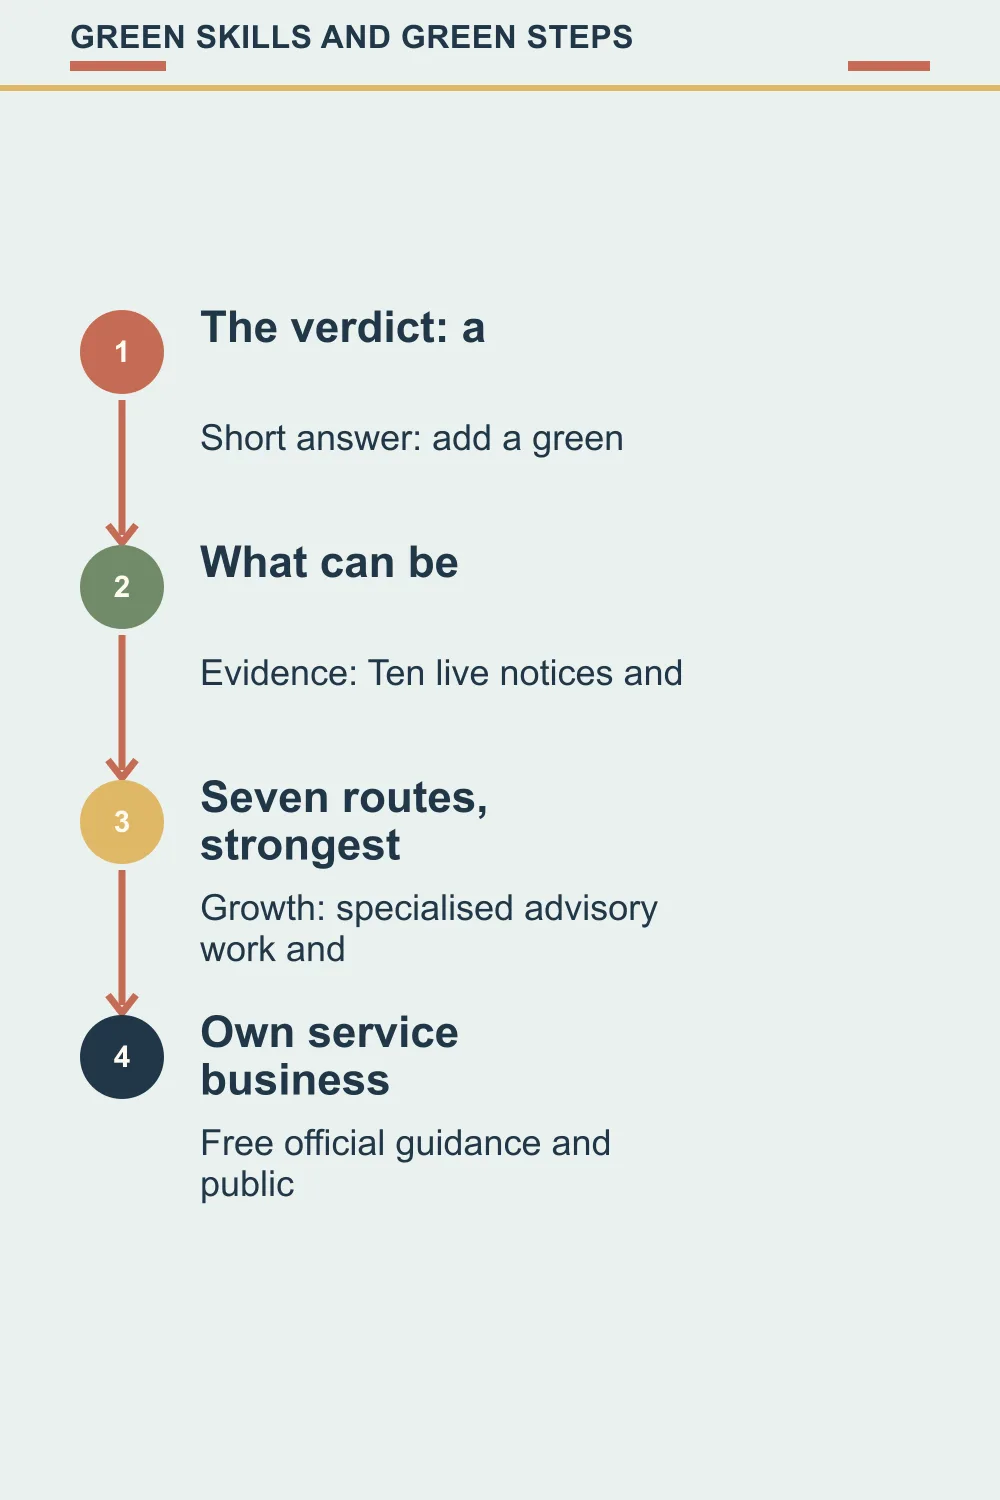 GREEN SKILLS AND GREEN STEPS
1
The verdict: a
Short answer: add a green
2
What can be
Evidence: Ten live notices and
3
Seven routes,
strongest
Growth: specialised advisory
work and
4
Own service
business
Free official guidance and
public